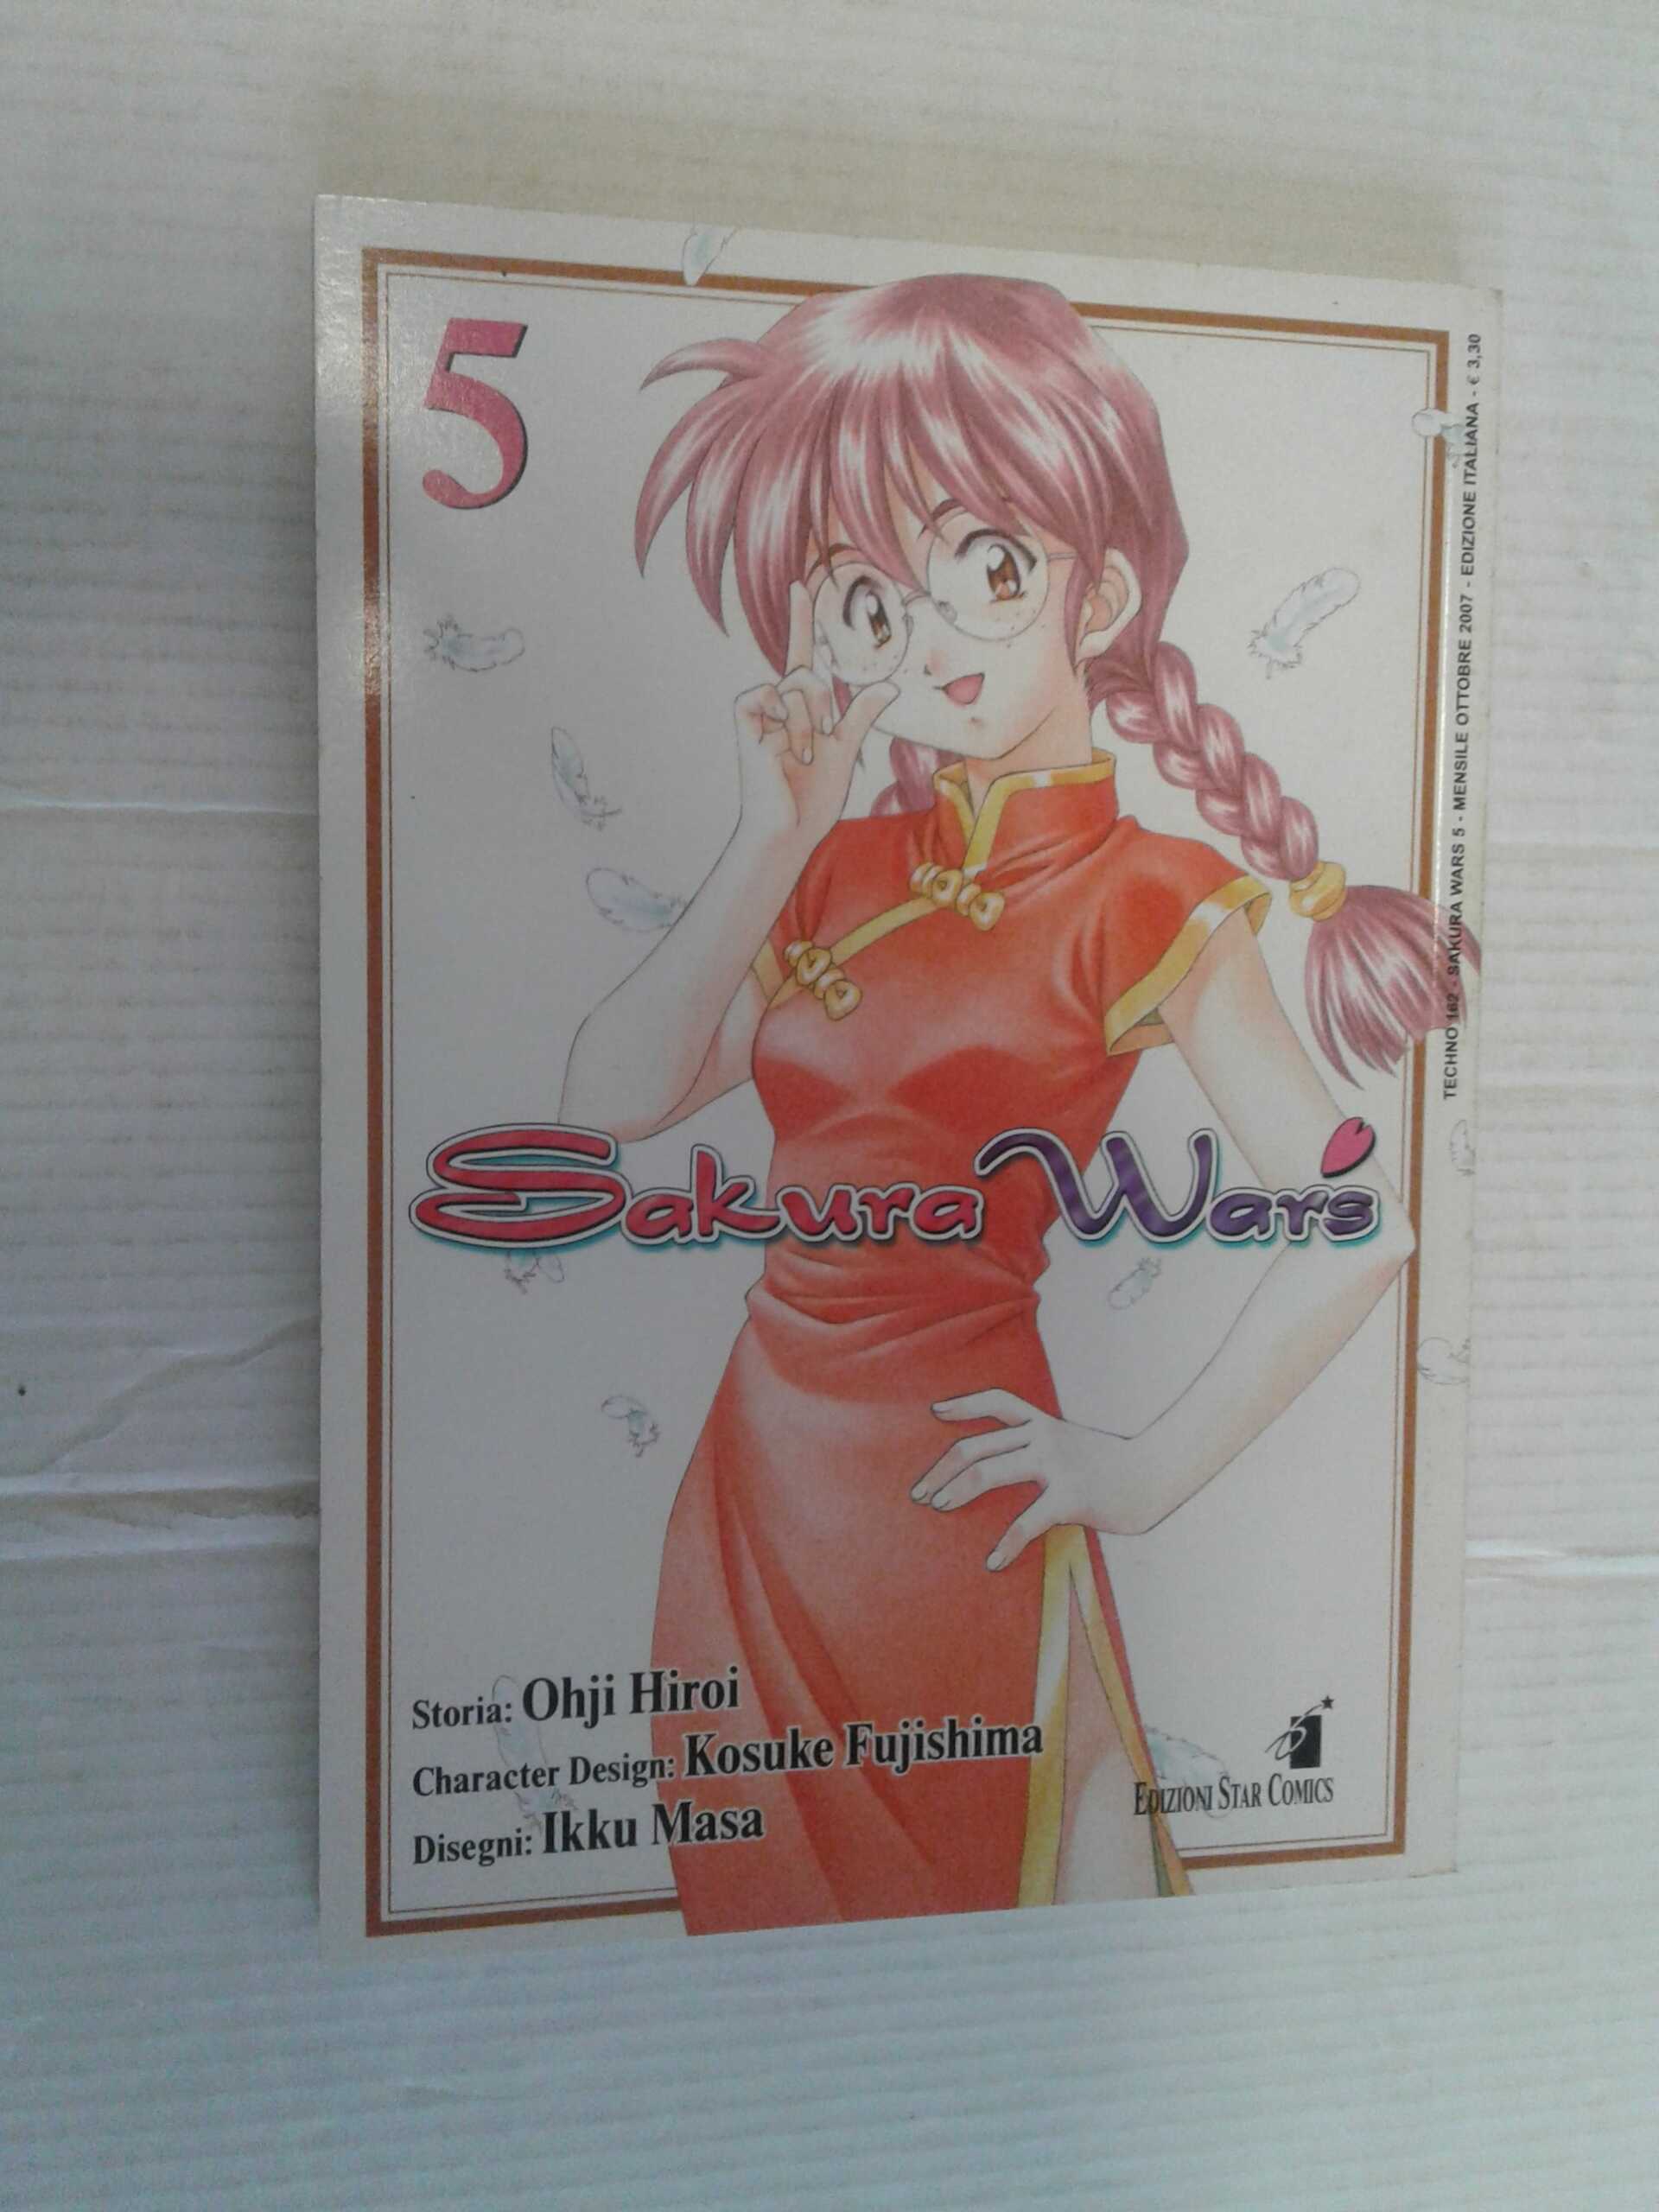 5
TECHNO 162 - SAKURA WARS 5 - MENSILE OTTOBRE 2007 - EDIZIONE ITALIANA - € 3,30
Sakura Wars
Storia: Ohji Hiroi
Character Design: Kosuke Fujishima
Disegni: Ikku Masa
EDIZIONI STAR COMICS